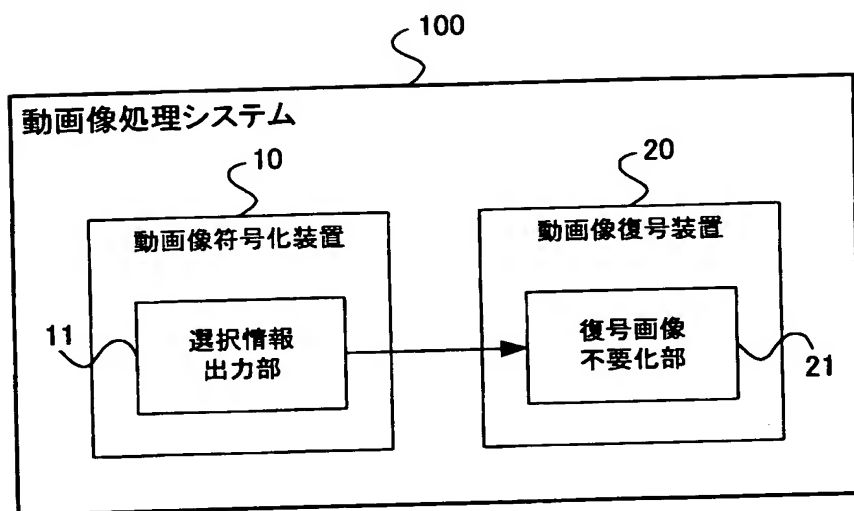 100
動画像処理システム
10
20
動画像符号化装置
動画像復号装置
11
選択情報
出力部
復号画像
不要化部
21